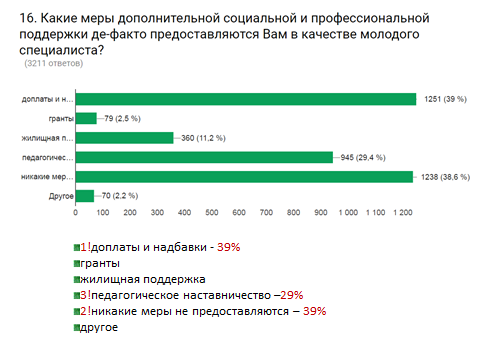 16. Какие меры дополнительной социальной и профессиональной
поддержки де-факто предоставляются Вам в качестве молодого
специалиста?
(3211 ответов)
доплаты и н... 1251 (39 %)
гранты 79 (2,5 %)
жилищная п... 360 (11,2 %)
педагогичес... 945 (29,4 %)
никакие мер... 1238 (38,6 %)
Другое 70 (2,2 %)
0 100 200 300 400 500 600 700 800 900 1 000 1 100 1 200
1!доплаты и надбавки - 39%
гранты
жилищная поддержка
3!педагогическое наставничество –29%
2!никакие меры не предоставляются – 39%
другое